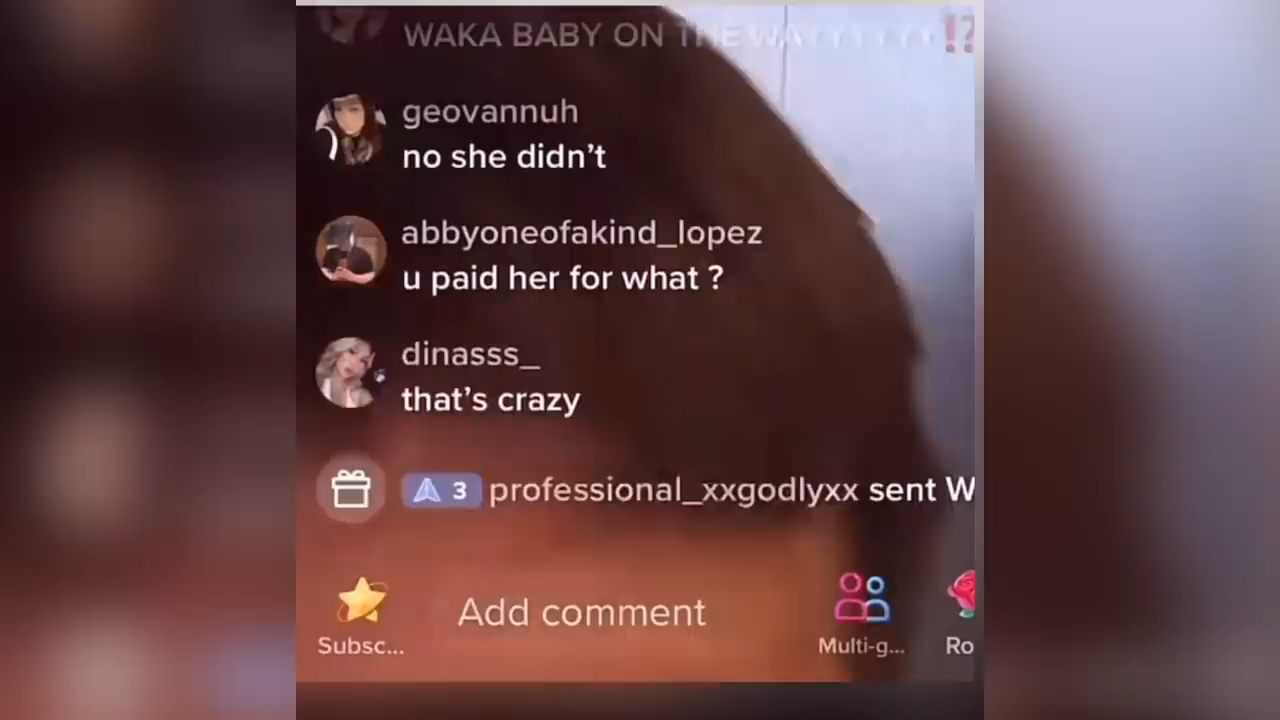 WAKA BABY ON THE WAYYYYYYY⁉️
geovannuh
no she didn’t
abbyoneofakind_lopez
u paid her for what ?
dinasss_
that’s crazy
3 professional_xxgodlyxx sent W
Add comment
Subsc...
Multi-g...
Ro